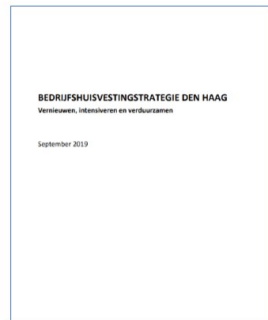 BEDRIJFSHUISVESTINGSTRATEGIE DEN HAAG
Vernieuwen, intensiveren en verduurzamen
September 2019